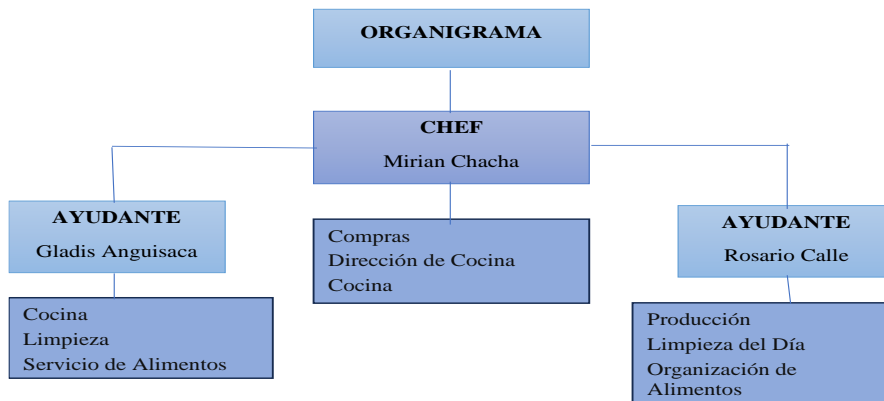 ORGANIGRAMA
CHEF
Mirian Chacha
AYUDANTE
Gladis Anguisaca
Compras
Dirección de Cocina
Cocina
AYUDANTE
Rosario Calle
Cocina
Limpieza
Servicio de Alimentos
Producción
Limpieza del Día
Organización de
Alimentos